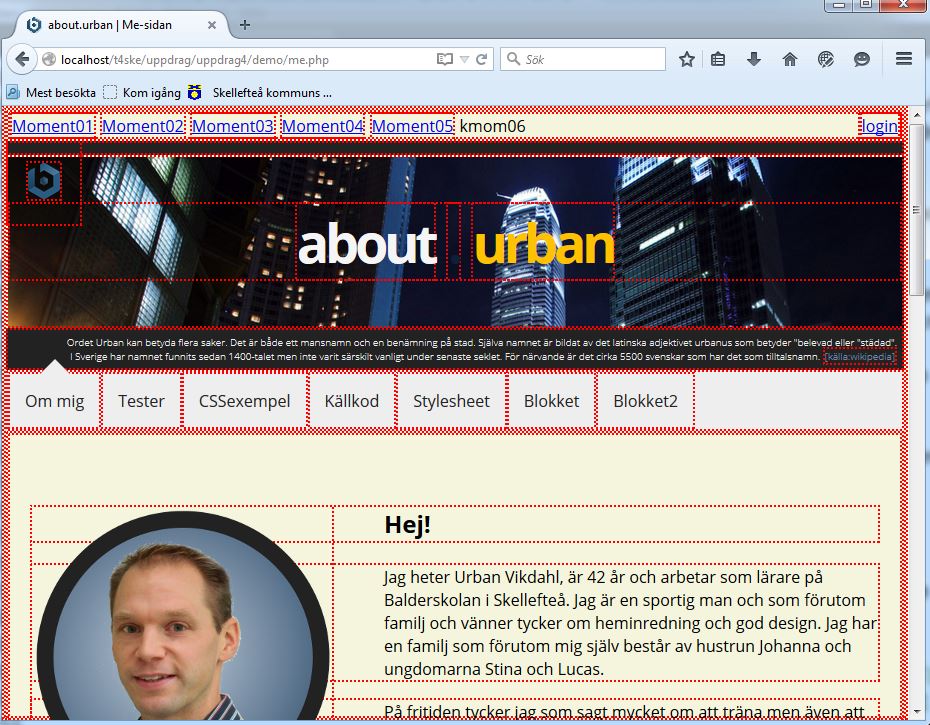 about.urban | Me-sidan
localhost/t4ske/uppdrag/uppdrag4/demo/me.php
Sök
Mest besökta Kom igång Skellefteå kommuns ...
Moment01 Moment02 Moment03 Moment04 Moment05 kmom06 login
about urban
Ordet Urban kan betyda flera saker. Det är både ett mansnamn och en benämning på stad. Själva namnet är bildat av det latinska adjektivet urbanus som betyder "belevad eller "städad"
I Sverige har namnet funnits sedan 1400-talet men inte varit särskilt vanligt under senaste seklet. För närvande är det cirka 5500 svenskar som har det som tilltalsnamn. [källa:wikipedia]
Om mig Tester CSSexempel Källkod Stylesheet Blokket Blokket2
Hej!
Jag heter Urban Vikdahl, är 42 år och arbetar som lärare på
Balderskolan i Skellefteå. Jag är en sportig man och som förutom
familj och vänner tycker om heminredning och god design. Jag har
en familj som förutom mig själv består av hustrun Johanna och
ungdomarna Stina och Lucas.
På fritiden tycker jag som sagt mycket om att träna men även att